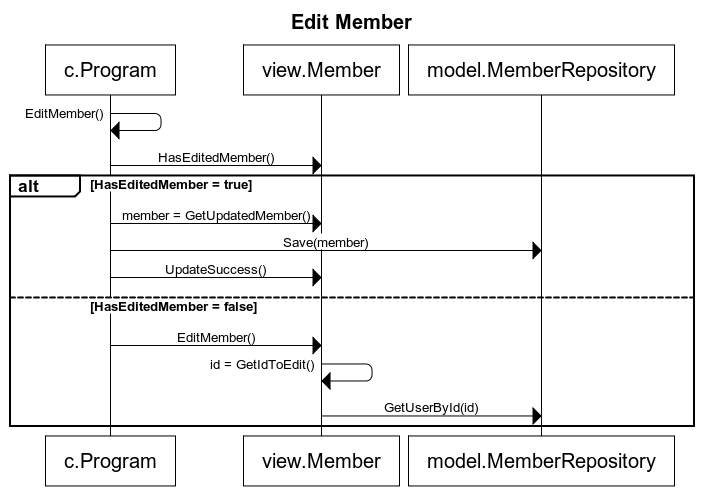 Edit Member
c.Program
view.Member
model.MemberRepository
EditMember()
HasEditedMember()
alt
[HasEditedMember = true]
member = GetUpdatedMember()
Save(member)
UpdateSuccess()
[HasEditedMember = false]
EditMember()
id = GetIdToEdit()
GetUserById(id)
c.Program
view.Member
model.MemberRepository